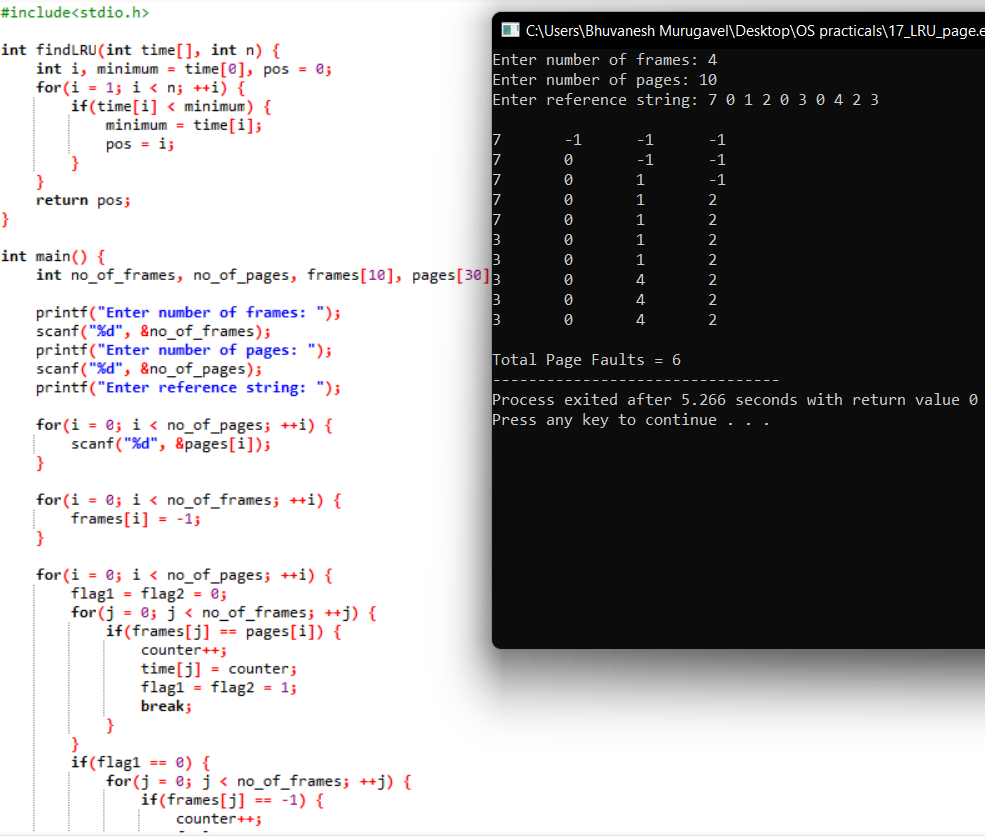 #include<stdio.h>
int findLRU(int time[], int n) {
    int i, minimum = time[0], pos = 0;
    for(i = 1; i < n; ++i) {
        if(time[i] < minimum) {
            minimum = time[i];
            pos = i;
        }
    }
    return pos;
}
int main() {
    int no_of_frames, no_of_pages, frames[10], pages[30]
    printf("Enter number of frames: ");
    scanf("%d", &no_of_frames);
    printf("Enter number of pages: ");
    scanf("%d", &no_of_pages);
    printf("Enter reference string: ");
    for(i = 0; i < no_of_pages; ++i) {
        scanf("%d", &pages[i]);
    }
    for(i = 0; i < no_of_frames; ++i) {
        frames[i] = -1;
    }
    for(i = 0; i < no_of_pages; ++i) {
        flag1 = flag2 = 0;
        for(j = 0; j < no_of_frames; ++j) {
            if(frames[j] == pages[i]) {
                counter++;
                time[j] = counter;
                flag1 = flag2 = 1;
                break;
            }
        }
        if(flag1 == 0) {
            for(j = 0; j < no_of_frames; ++j) {
                if(frames[j] == -1) {
                    counter++;
C:\Users\Bhuvanesh Murugavel\Desktop\OS practicals\17_LRU_page.e
Enter number of frames: 4
Enter number of pages: 10
Enter reference string: 7 0 1 2 0 3 0 4 2 3
7       -1      -1      -1
7       0       -1      -1
7       0       1       -1
7       0       1       2
7       0       1       2
3       0       1       2
3       0       1       2
3       0       4       2
3       0       4       2
3       0       4       2
Total Page Faults = 6
--------------------------------
Process exited after 5.266 seconds with return value 0
Press any key to continue . . .